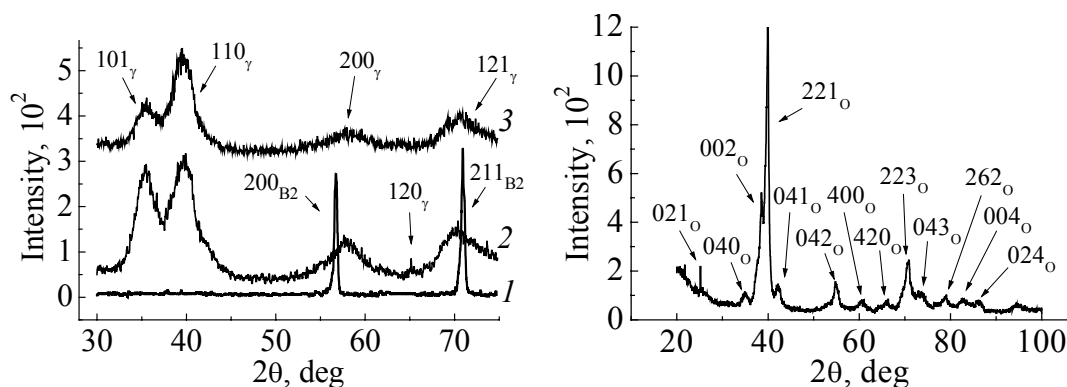 Intensity, 10²
5
4
3
2
1
0
30 40 50 60 70
2θ, deg
101γ
110γ
200γ
121γ
3
200B2
120γ
211B2
2
1
Intensity, 10²
12
10
8
6
4
2
0
20 40 60 80 100
2θ, deg
221O
002O
021O
040O
041O
042O
400O
420O
223O
043O
262O
004O
024O